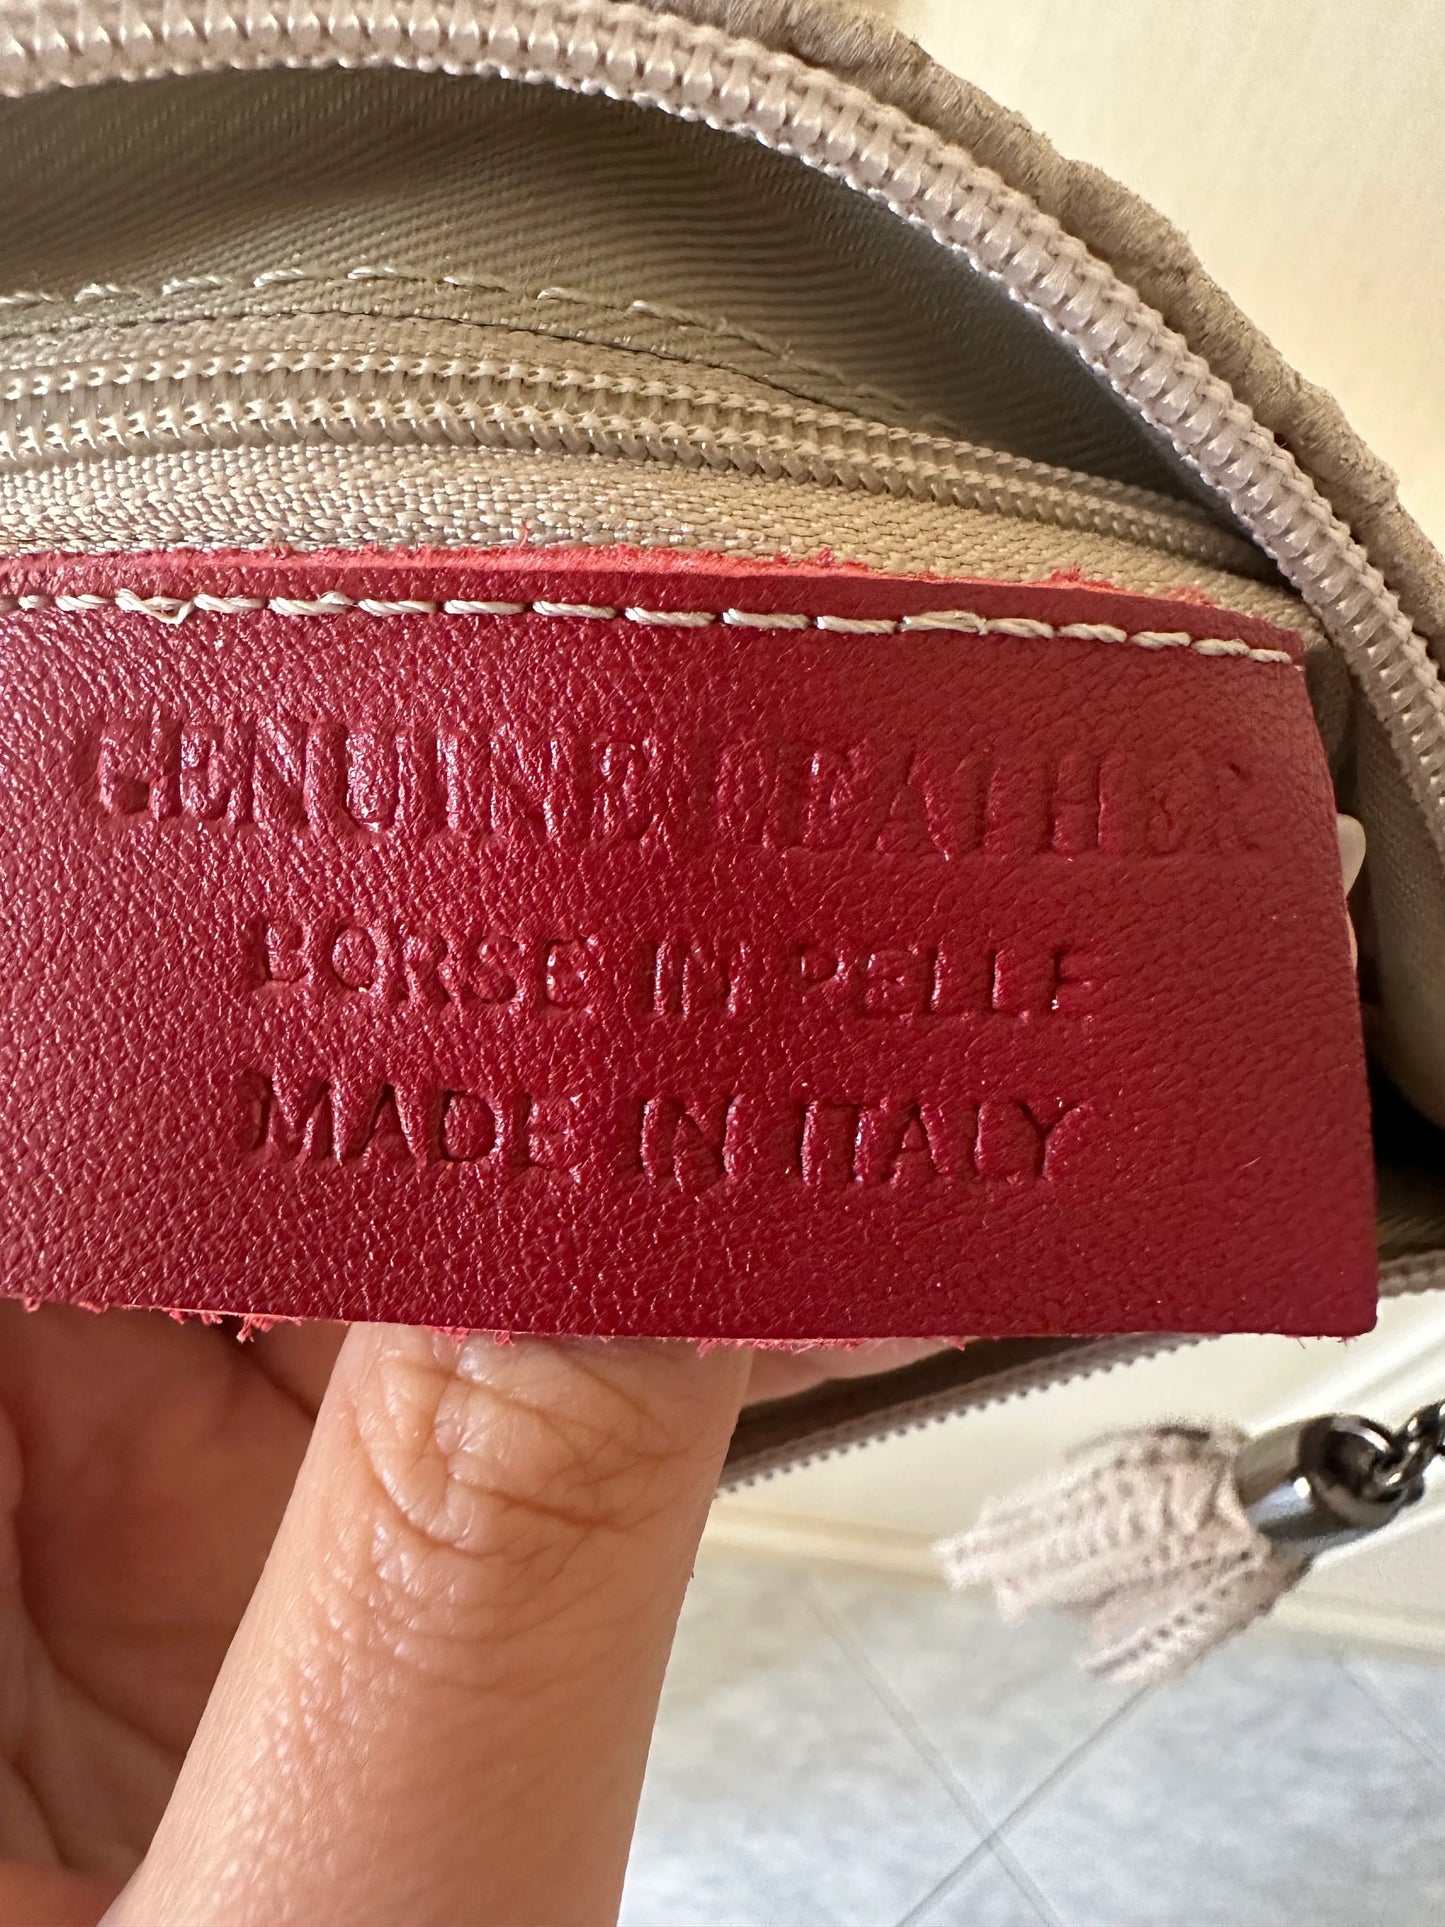 GENUINE LEATHER
BORSE IN PELLE
MADE IN ITALY